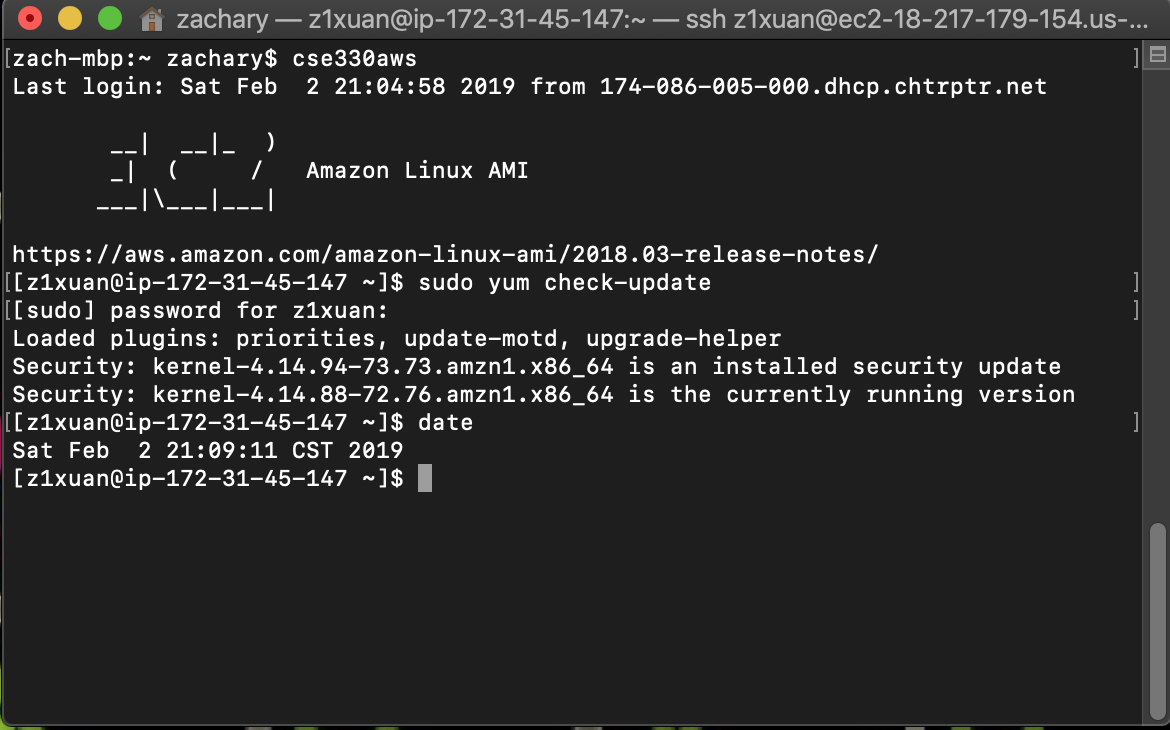 zachary — z1xuan@ip-172-31-45-147:~ — ssh z1xuan@ec2-18-217-179-154.us-...
[zach-mbp:~ zachary$ cse330aws ]
Last login: Sat Feb  2 21:04:58 2019 from 174-086-005-000.dhcp.chtrptr.net
       __|  __|_  )
       _|  (     /   Amazon Linux AMI
      ___|\___|___|
https://aws.amazon.com/amazon-linux-ami/2018.03-release-notes/
[[z1xuan@ip-172-31-45-147 ~]$ sudo yum check-update ]
[[sudo] password for z1xuan: ]
Loaded plugins: priorities, update-motd, upgrade-helper
Security: kernel-4.14.94-73.73.amzn1.x86_64 is an installed security update
Security: kernel-4.14.88-72.76.amzn1.x86_64 is the currently running version
[[z1xuan@ip-172-31-45-147 ~]$ date ]
Sat Feb  2 21:09:11 CST 2019
[z1xuan@ip-172-31-45-147 ~]$